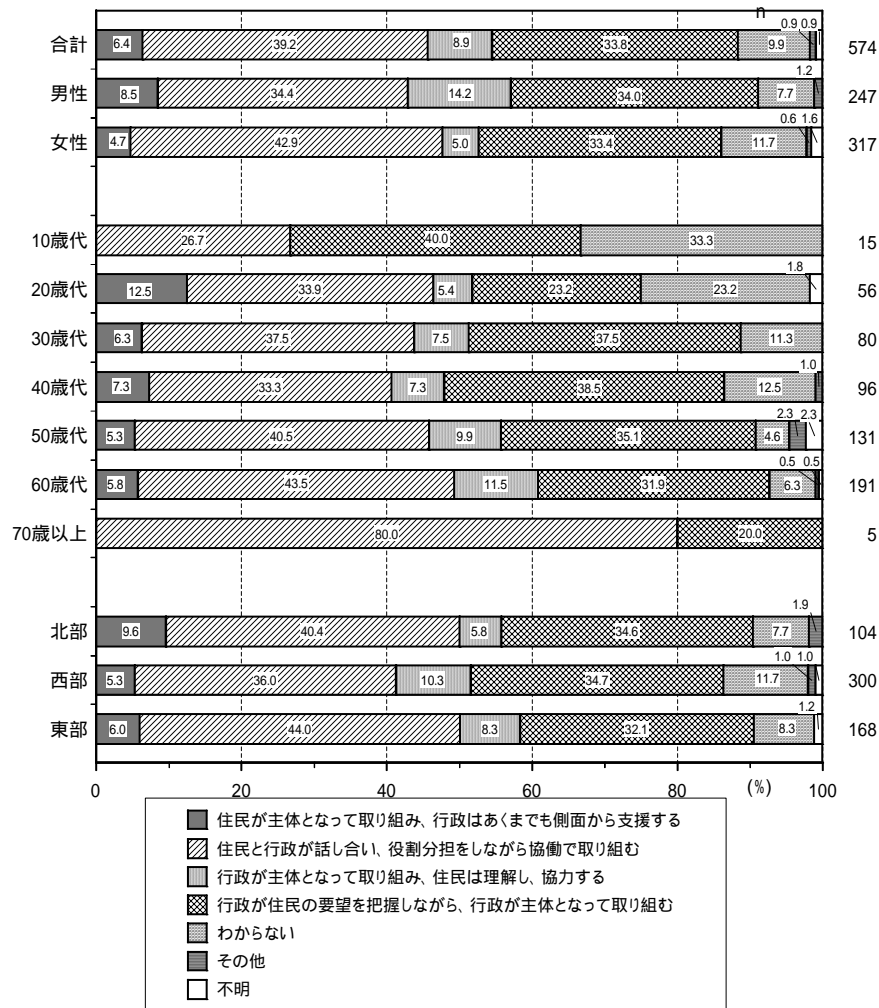 n
0.9 0.9
合計 6.4 39.2 8.9 33.8 9.9 574
1.2
男性 8.5 34.4 14.2 34.0 7.7 247
0.6 1.6
女性 4.7 42.9 5.0 33.4 11.7 317
10歳代 26.7 40.0 33.3 15
1.8
20歳代 12.5 33.9 5.4 23.2 23.2 56
30歳代 6.3 37.5 7.5 37.5 11.3 80
1.0
40歳代 7.3 33.3 7.3 38.5 12.5 96
2.3 2.3
50歳代 5.3 40.5 9.9 35.1 4.6 131
0.5 0.5
60歳代 5.8 43.5 11.5 31.9 6.3 191
70歳以上 80.0 20.0 5
1.9
北部 9.6 40.4 5.8 34.6 7.7 104
1.0 1.0
西部 5.3 36.0 10.3 34.7 11.7 300
1.2
東部 6.0 44.0 8.3 32.1 8.3 168
0 20 40 60 80 (%) 100
住民が主体となって取り組み、行政はあくまでも側面から支援する
住民と行政が話し合い、役割分担をしながら協働で取り組む
行政が主体となって取り組み、住民は理解し、協力する
行政が住民の要望を把握しながら、行政が主体となって取り組む
わからない
その他
不明